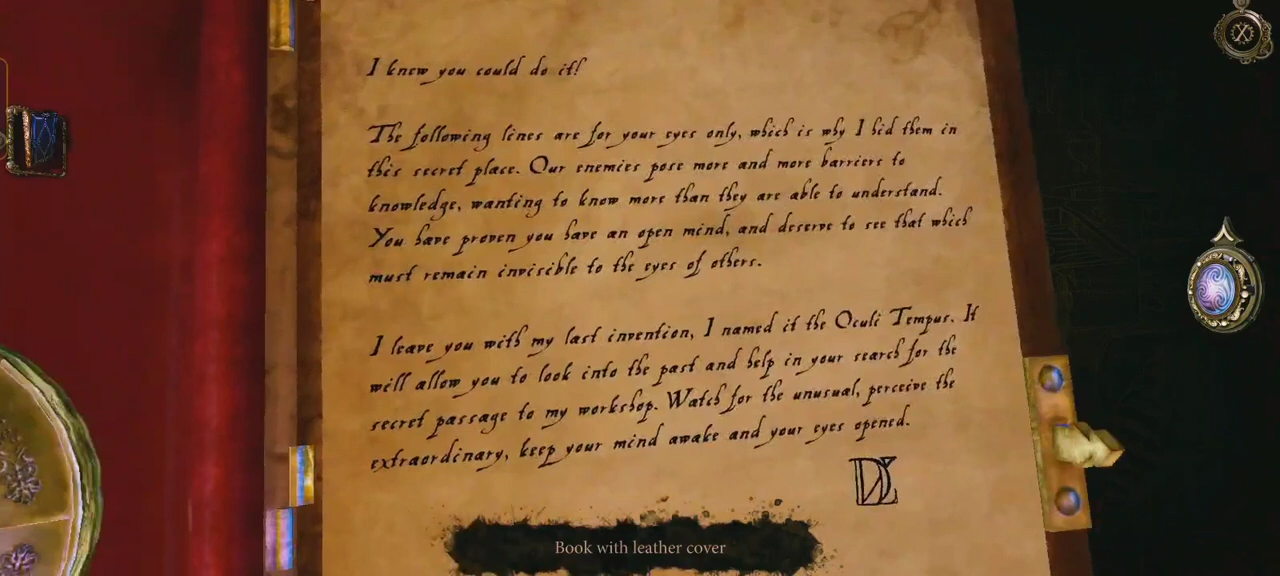 I knew you could do it!
The following lines are for your eyes only, which is why I hid them in
this secret place. Our enemies pose more and more barriers to
knowledge, wanting to know more than they are able to understand.
You have proven you have an open mind, and deserve to see that which
must remain invisible to the eyes of others.
I leave you with my last invention, I named it the Oculi Tempus. It
will allow you to look into the past and help in your search for the
secret passage to my workshop. Watch for the unusual, perceive the
extraordinary, keep your mind awake and your eyes opened.
Book with leather cover